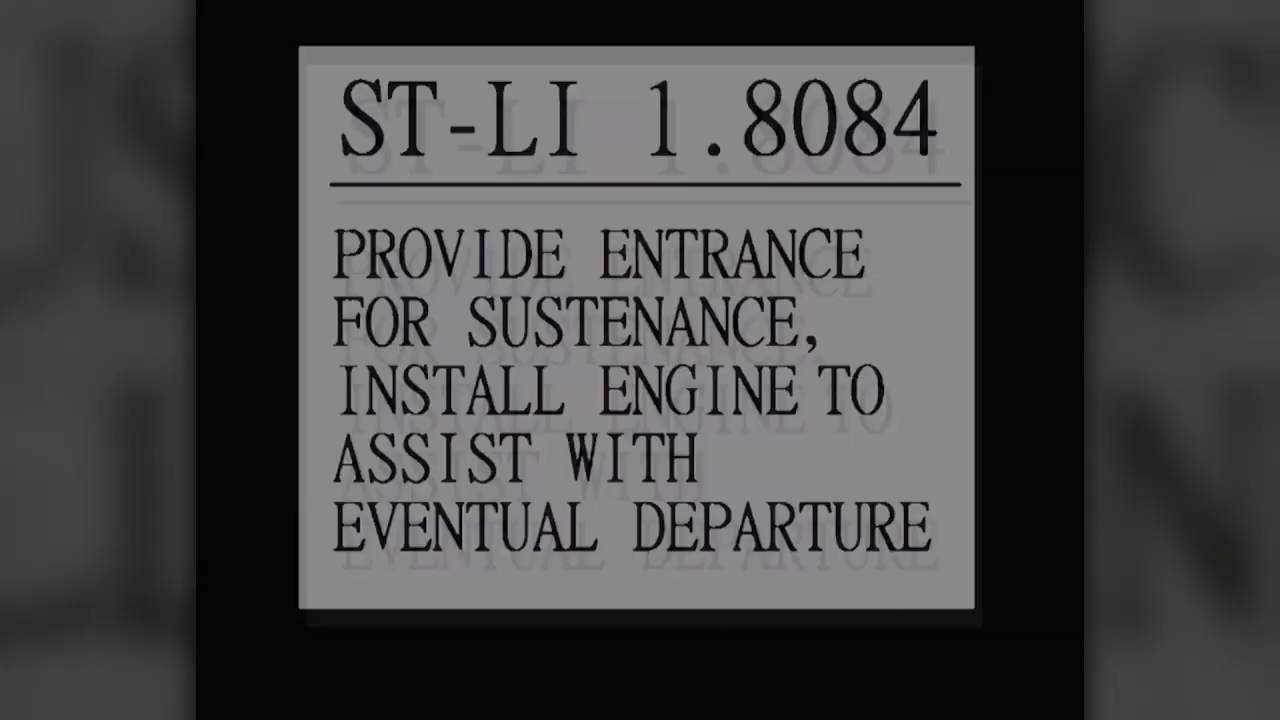 ST-LI 1.8084
PROVIDE ENTRANCE
FOR SUSTENANCE,
INSTALL ENGINE TO
ASSIST WITH
EVENTUAL DEPARTURE